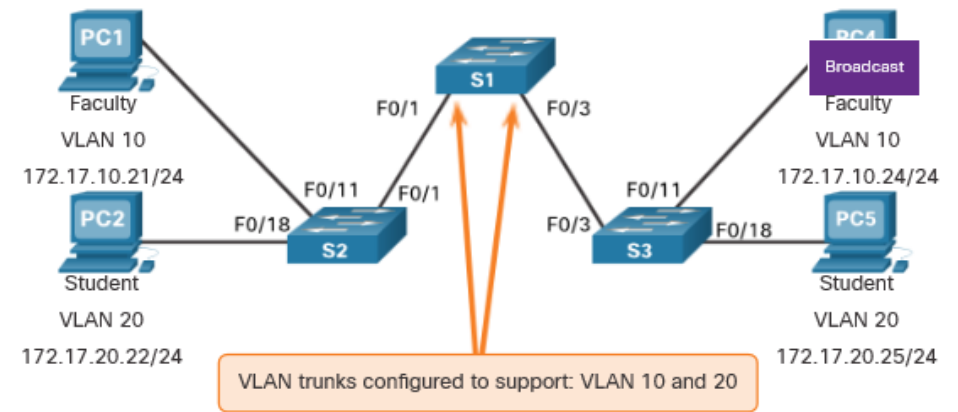 PC1
Faculty
VLAN 10
172.17.10.21/24
PC2
Student
VLAN 20
172.17.20.22/24
F0/11
F0/18
F0/1
S2
F0/1
S1
F0/3
F0/3
S3
F0/11
F0/18
PC4
Broadcast
Faculty
VLAN 10
172.17.10.24/24
PC5
Student
VLAN 20
172.17.20.25/24
VLAN trunks configured to support: VLAN 10 and 20